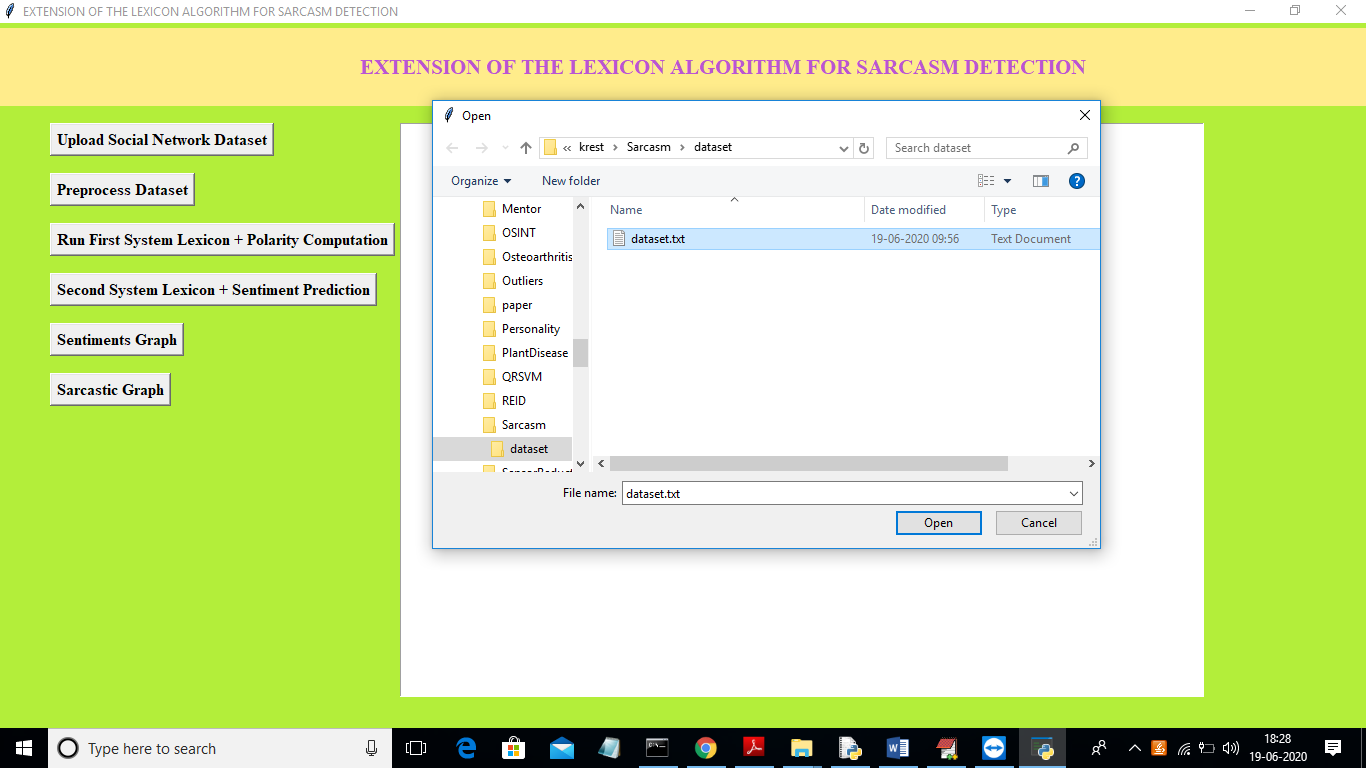 EXTENSION OF THE LEXICON ALGORITHM FOR SARCASM DETECTION
EXTENSION OF THE LEXICON ALGORITHM FOR SARCASM DETECTION
Upload Social Network Dataset
Preprocess Dataset
Run First System Lexicon + Polarity Computation
Second System Lexicon + Sentiment Prediction
Sentiments Graph
Sarcastic Graph
Open
« krest › Sarcasm › dataset
Search dataset
Organize
New folder
Mentor
OSINT
Osteoarthritis
Outliers
paper
Personality
PlantDisease
QRSVM
REID
Sarcasm
dataset
Name Date modified Type
dataset.txt 19-06-2020 09:56 Text Document
File name: dataset.txt
Open Cancel
Type here to search
18:28
19-06-2020